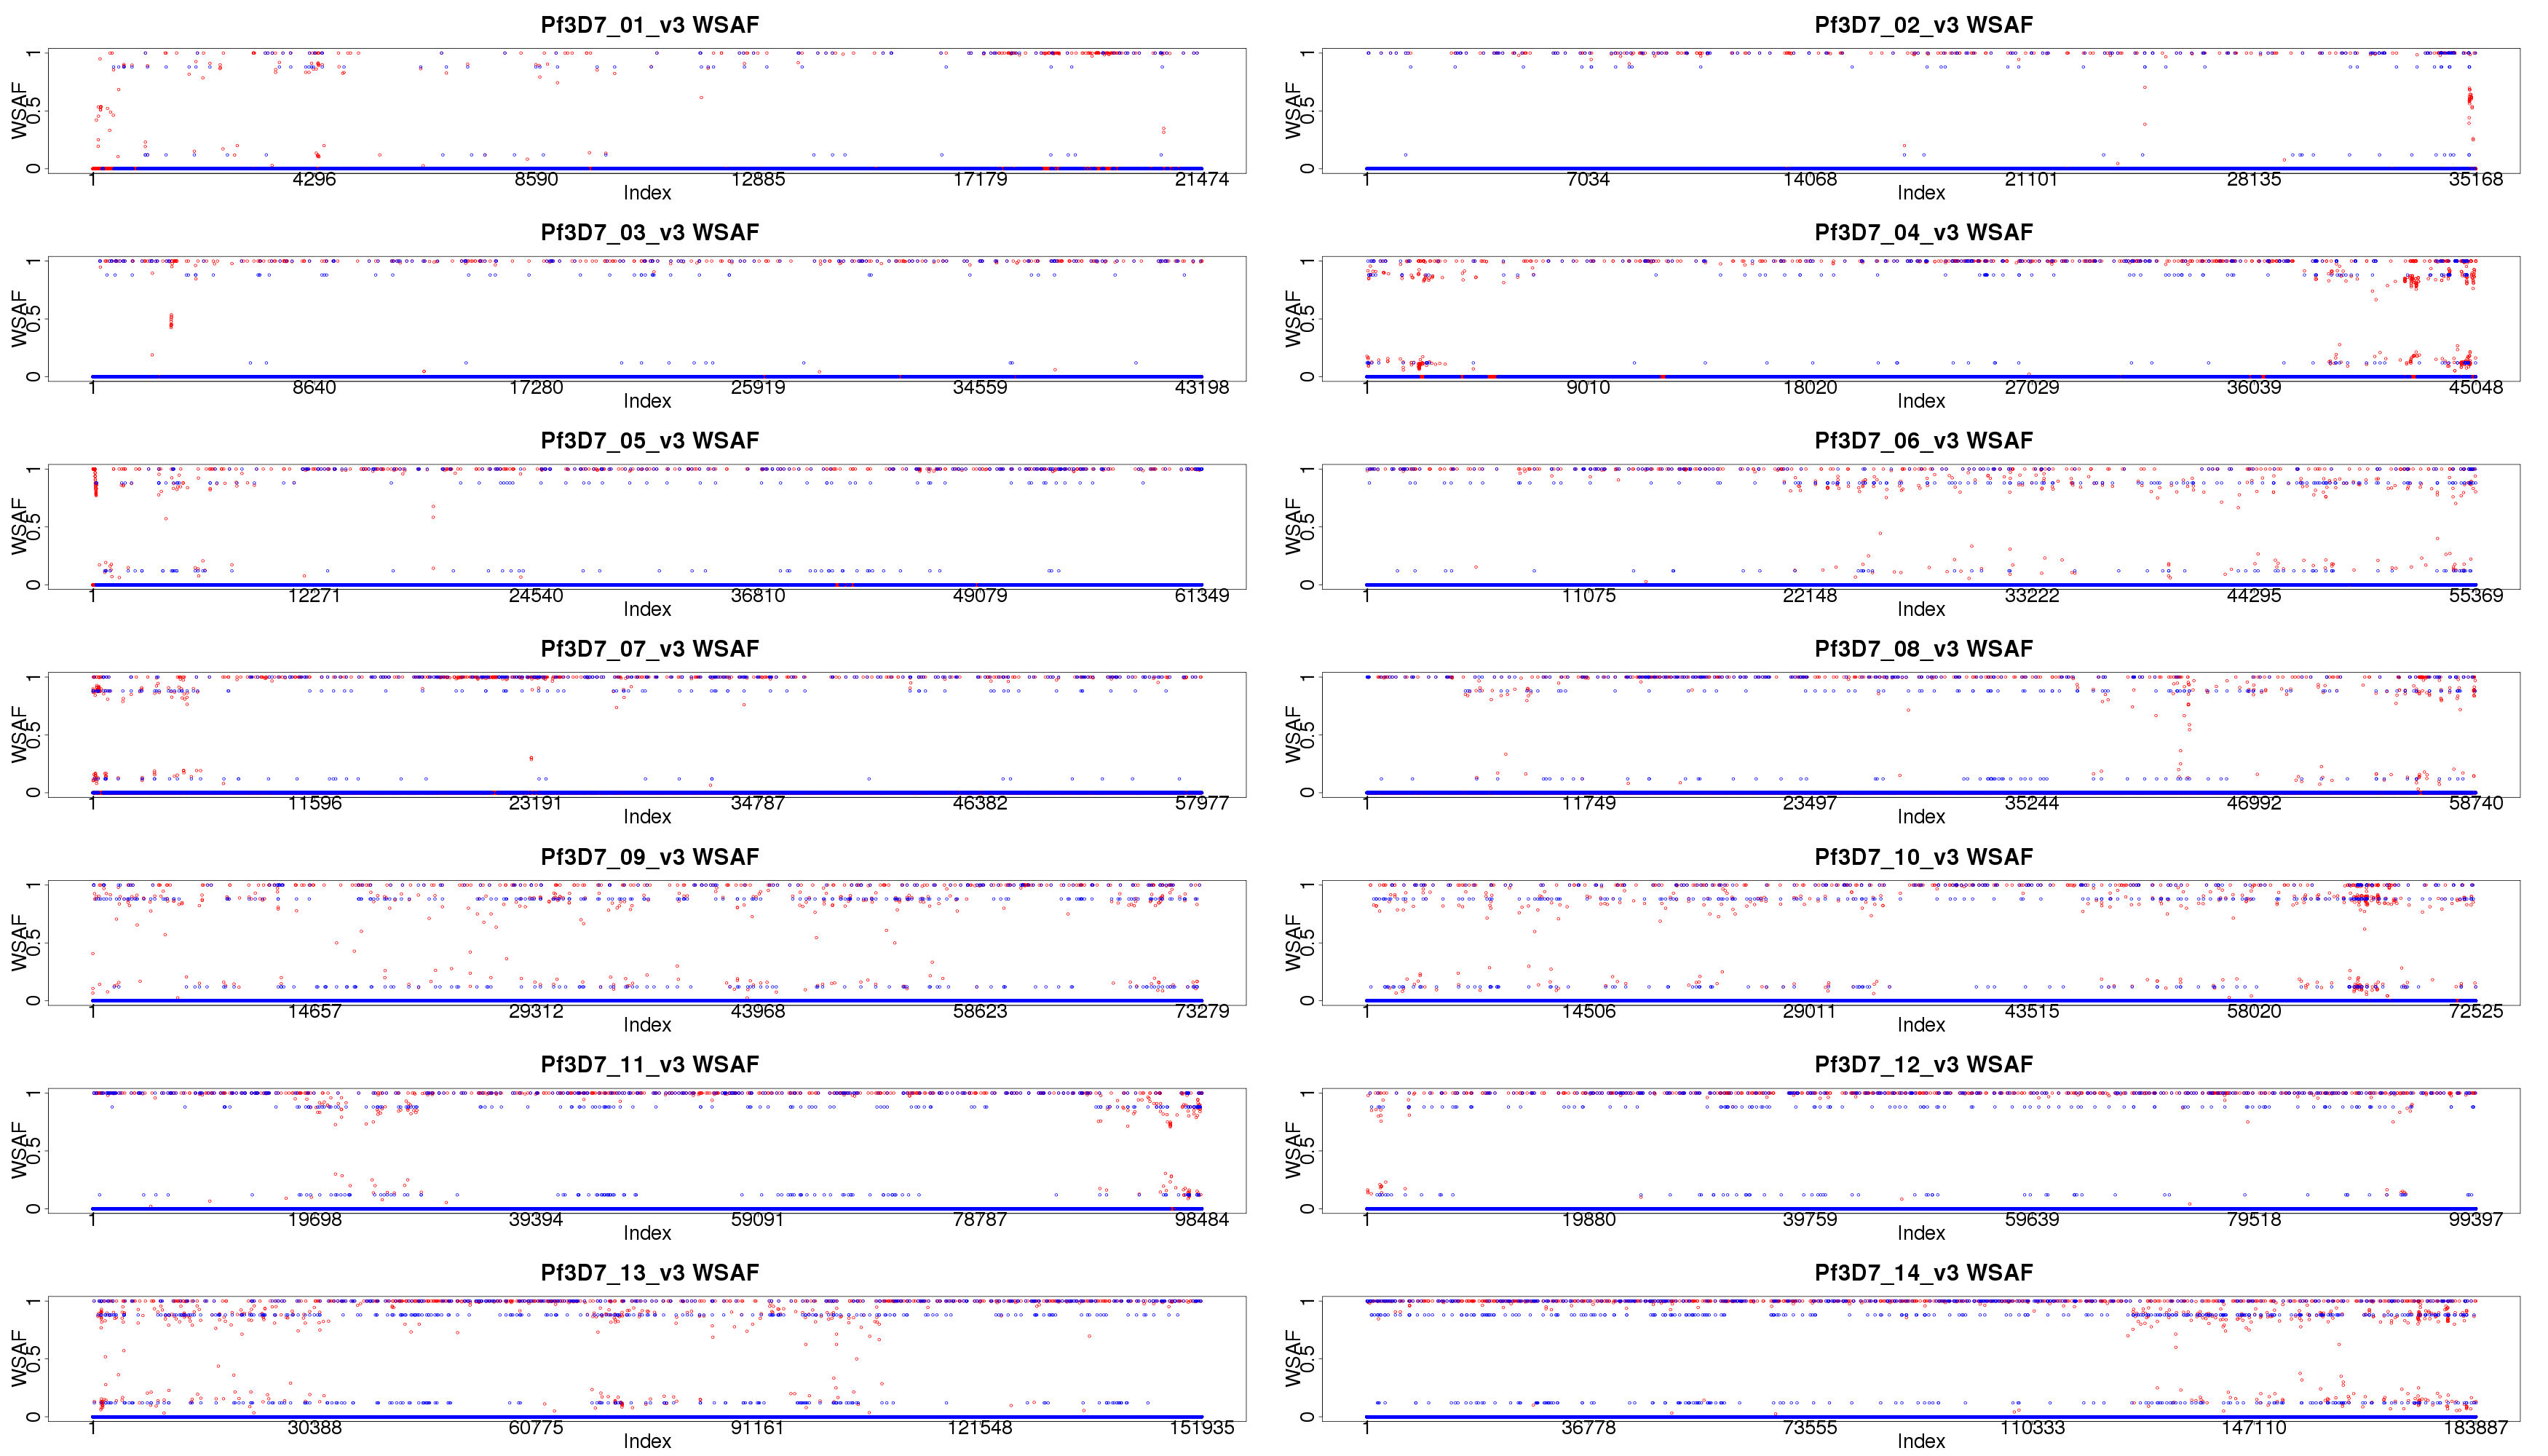 Pf3D7_01_v3 WSAF
WSAF
0 0.5 1
1 4296 8590 12885 17179 21474
Index
Pf3D7_02_v3 WSAF
WSAF
0 0.5 1
1 7034 14068 21101 28135 35168
Index
Pf3D7_03_v3 WSAF
WSAF
0 0.5 1
1 8640 17280 25919 34559 43198
Index
Pf3D7_04_v3 WSAF
WSAF
0 0.5 1
1 9010 18020 27029 36039 45048
Index
Pf3D7_05_v3 WSAF
WSAF
0 0.5 1
1 12271 24540 36810 49079 61349
Index
Pf3D7_06_v3 WSAF
WSAF
0 0.5 1
1 11075 22148 33222 44295 55369
Index
Pf3D7_07_v3 WSAF
WSAF
0 0.5 1
1 11596 23191 34787 46382 57977
Index
Pf3D7_08_v3 WSAF
WSAF
0 0.5 1
1 11749 23497 35244 46992 58740
Index
Pf3D7_09_v3 WSAF
WSAF
0 0.5 1
1 14657 29312 43968 58623 73279
Index
Pf3D7_10_v3 WSAF
WSAF
0 0.5 1
1 14506 29011 43515 58020 72525
Index
Pf3D7_11_v3 WSAF
WSAF
0 0.5 1
1 19698 39394 59091 78787 98484
Index
Pf3D7_12_v3 WSAF
WSAF
0 0.5 1
1 19880 39759 59639 79518 99397
Index
Pf3D7_13_v3 WSAF
WSAF
0 0.5 1
1 30388 60775 91161 121548 151935
Index
Pf3D7_14_v3 WSAF
WSAF
0 0.5 1
1 36778 73555 110333 147110 183887
Index